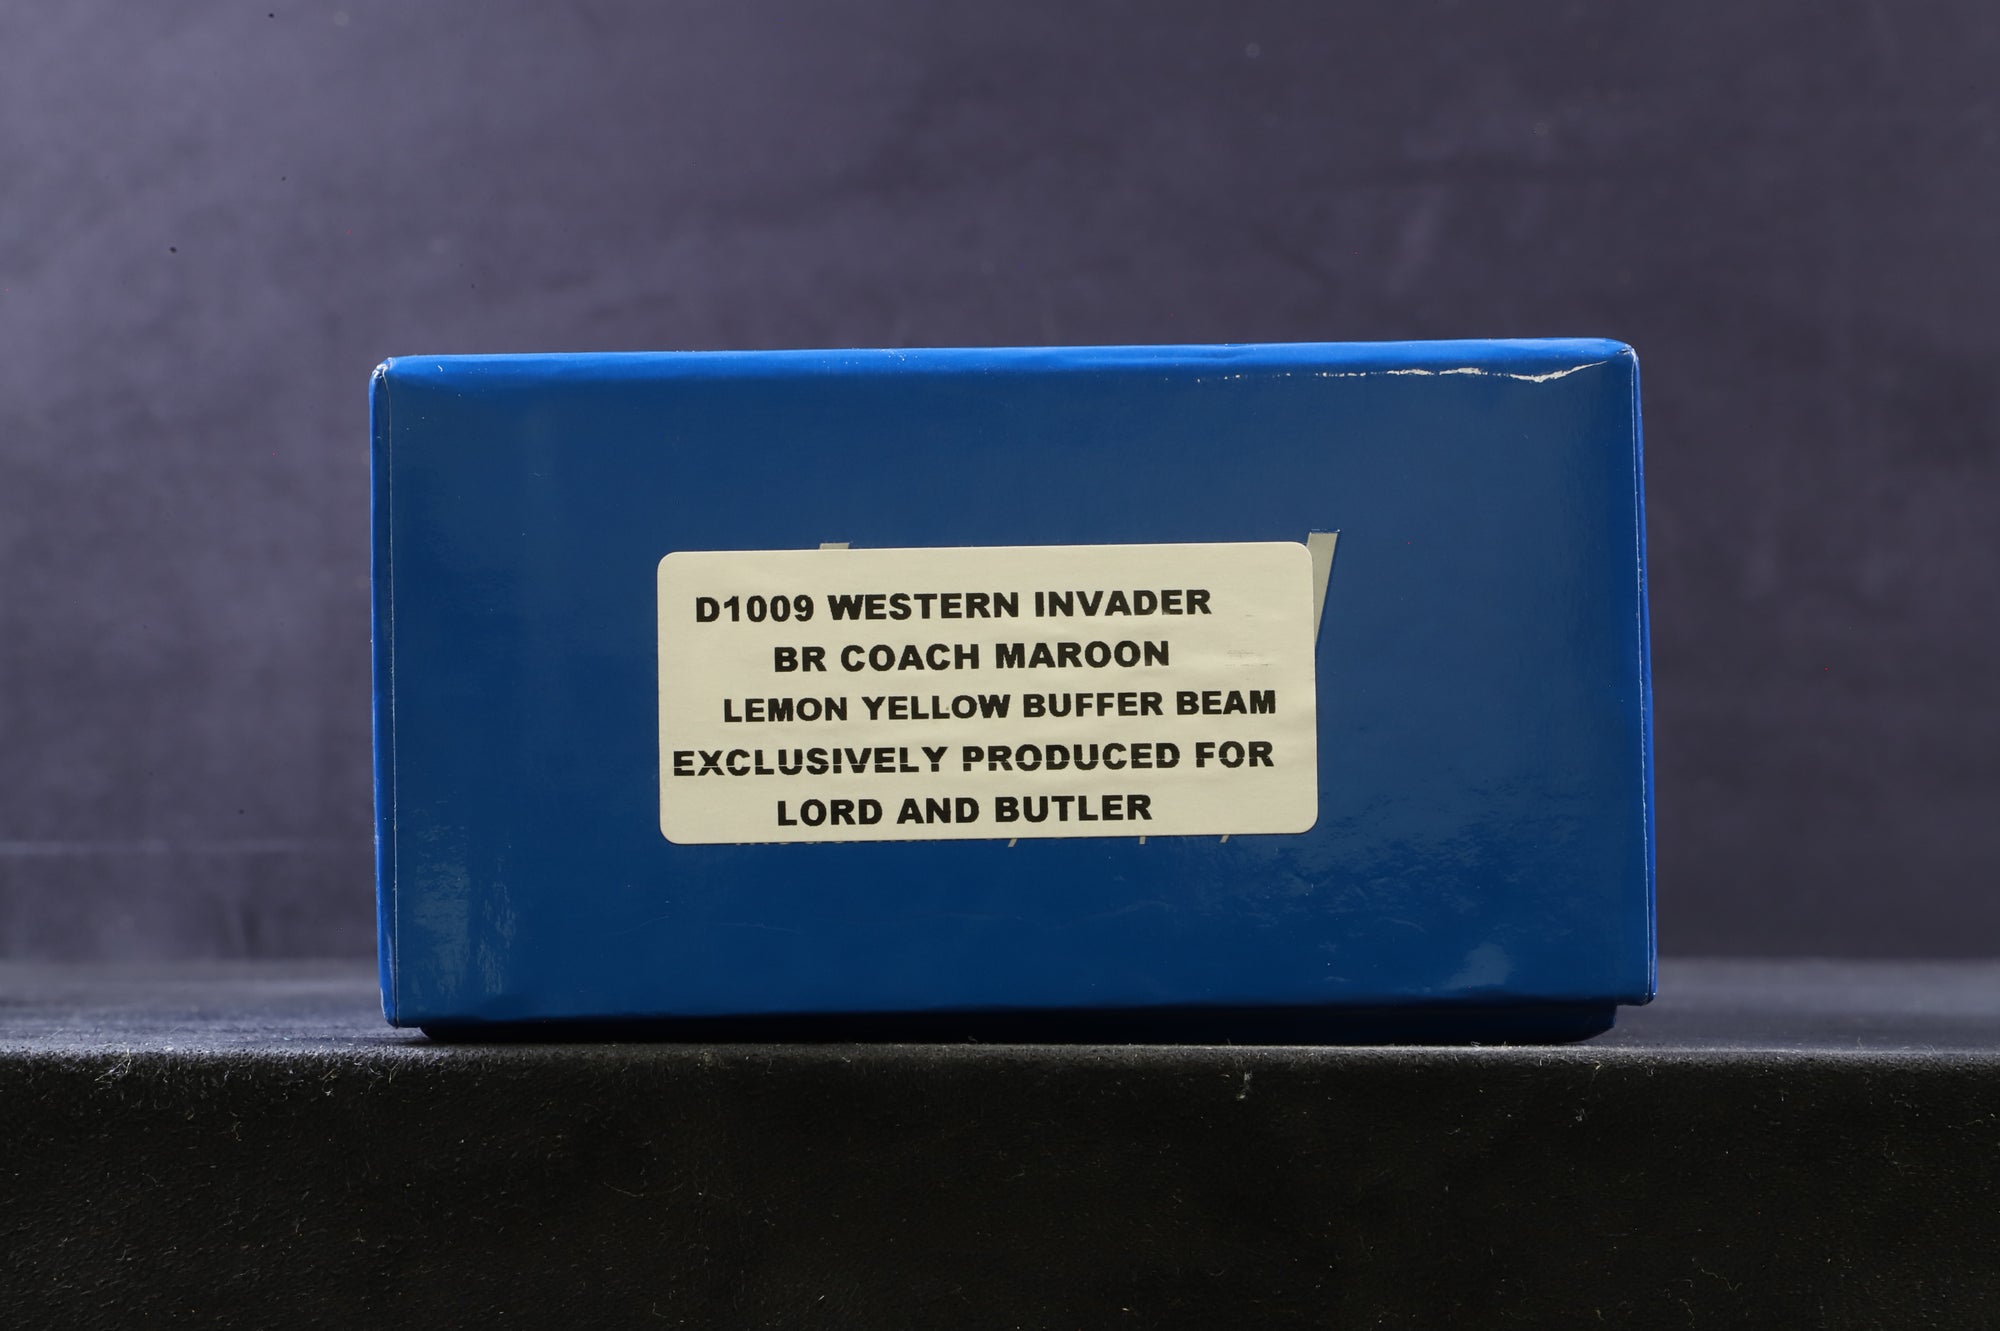 D1009 WESTERN INVADER
BR COACH MAROON
LEMON YELLOW BUFFER BEAM
EXCLUSIVELY PRODUCED FOR
LORD AND BUTLER